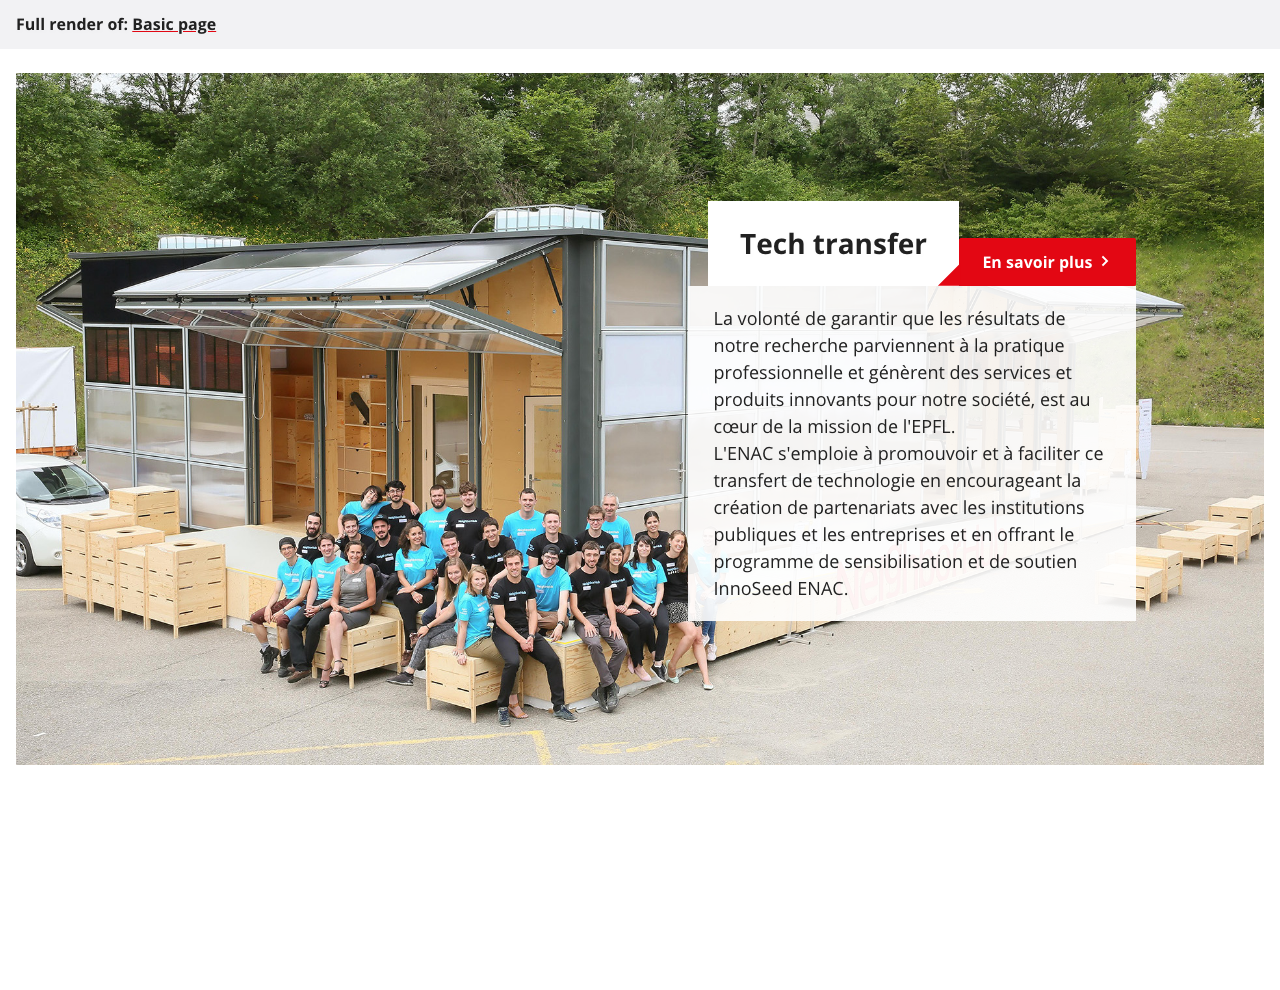 Full render of: Basic page
Tech transfer
En savoir plus
La volonté de garantir que les résultats de
notre recherche parviennent à la pratique
professionnelle et génèrent des services et
produits innovants pour notre société, est au
cœur de la mission de l'EPFL.
L'ENAC s'emploie à promouvoir et à faciliter ce
transfert de technologie en encourageant la
création de partenariats avec les institutions
publiques et les entreprises et en offrant le
programme de sensibilisation et de soutien
InnoSeed ENAC.